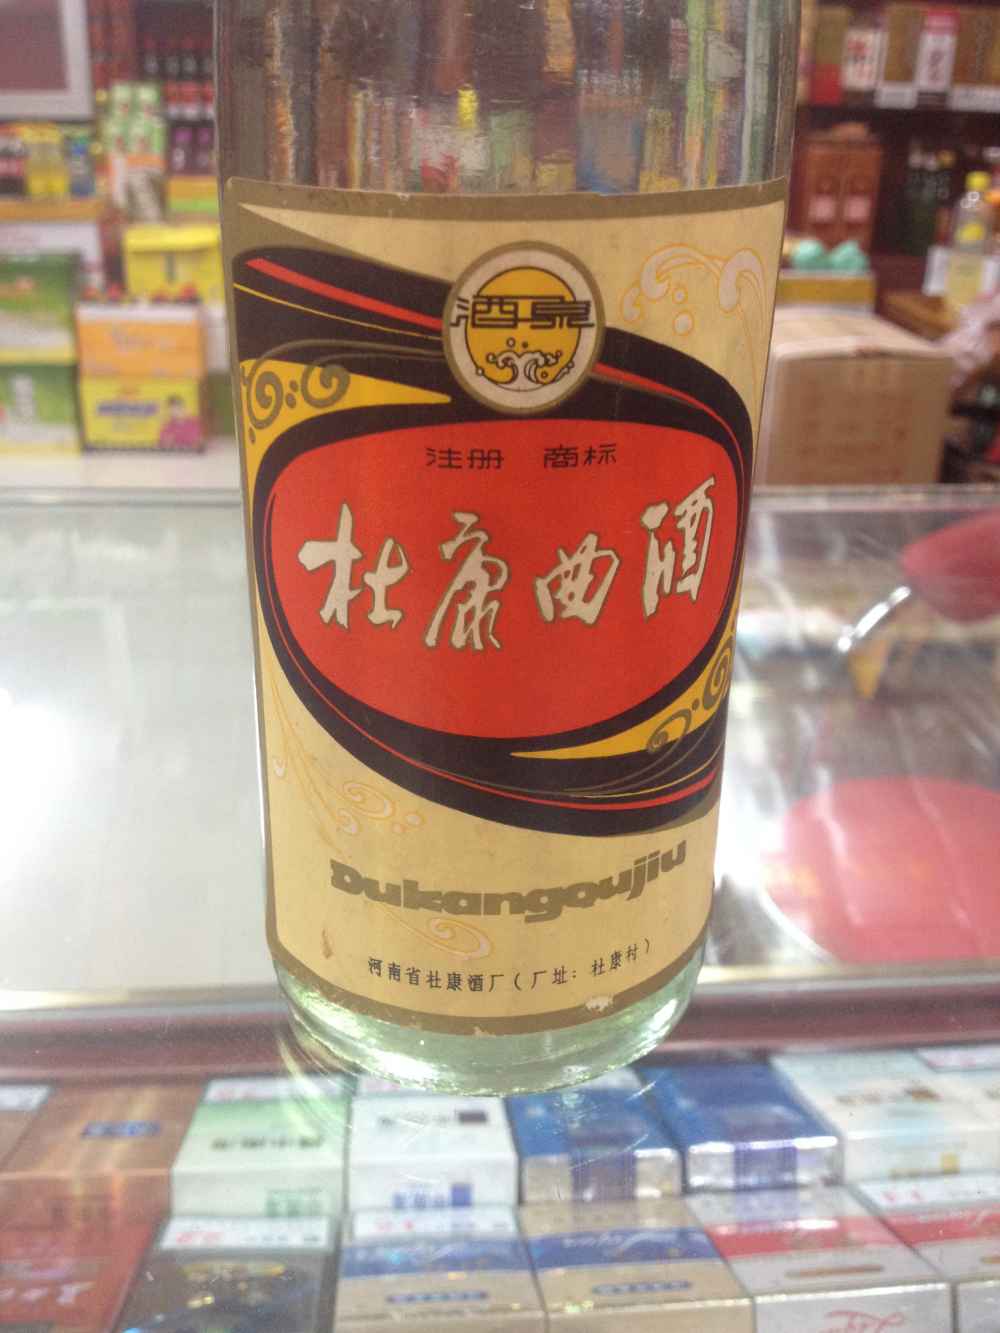 酒泉
注册 商标
杜康曲酒
Dukangqujiu
河南省杜康酒厂（厂址：杜康村）